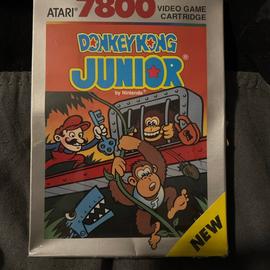 ATARI® 7800 VIDEO GAME
CARTRIDGE
DONKEY KONG
JUNIOR®
by Nintendo®
NEW